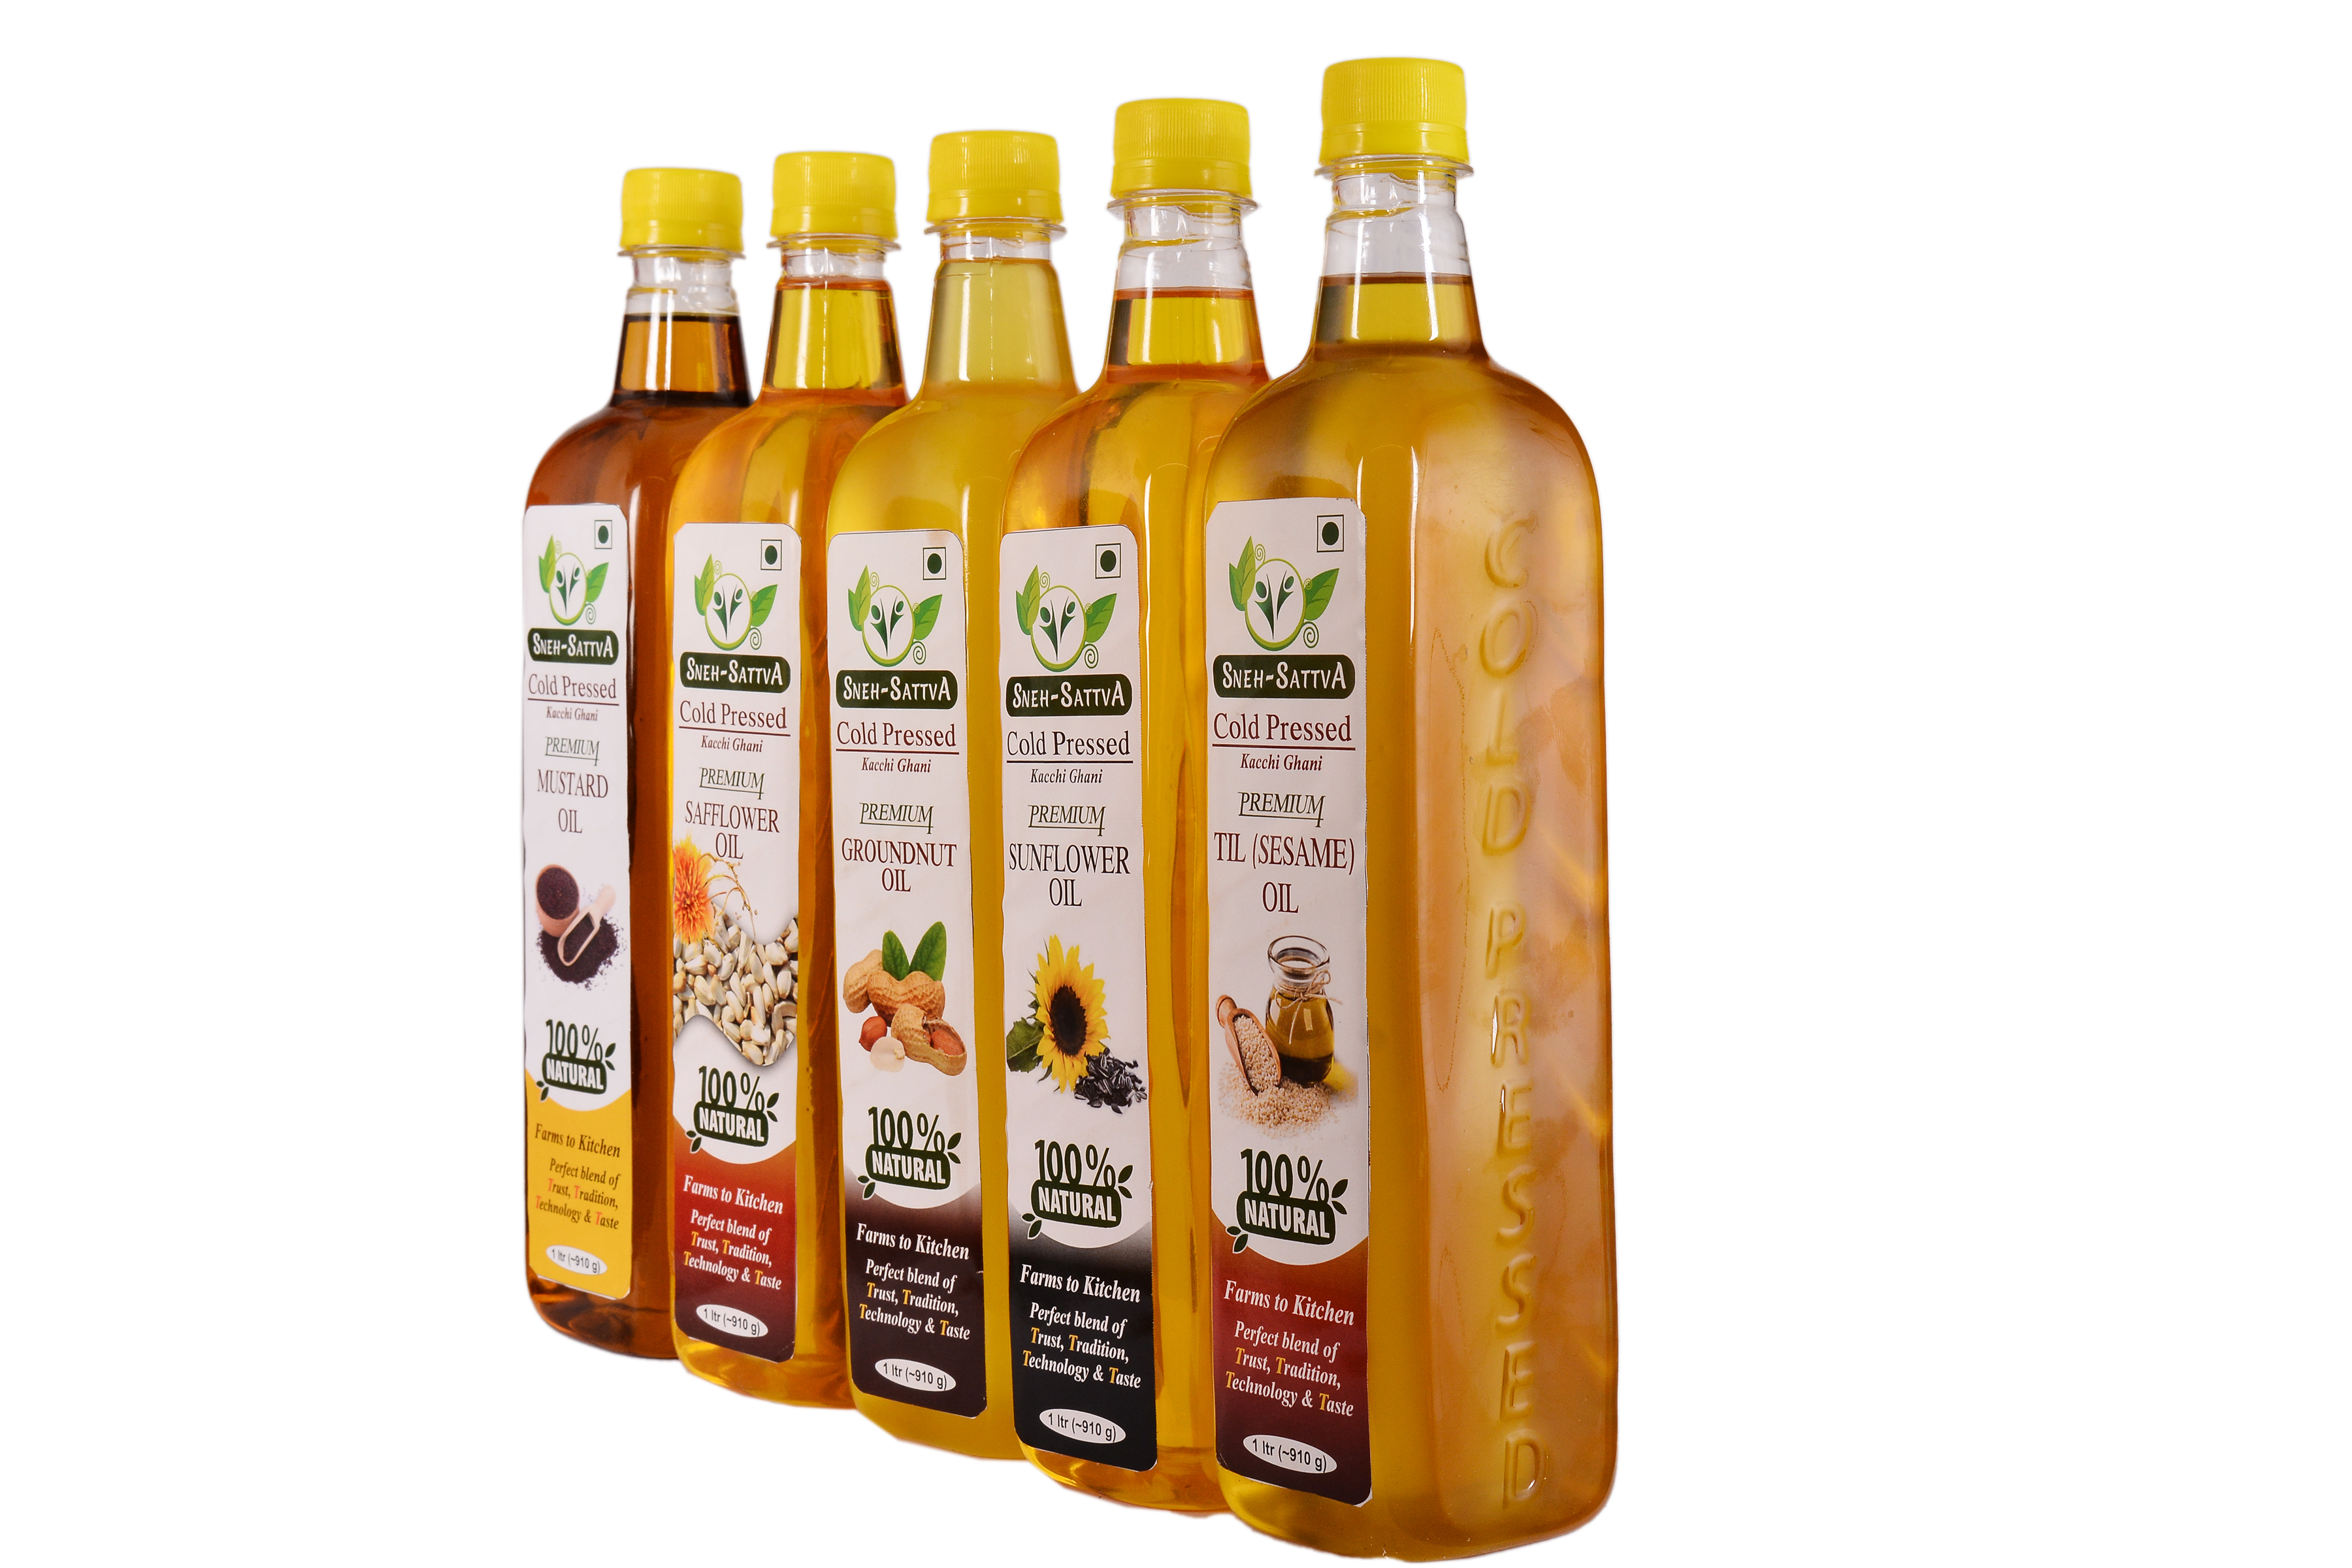 SNEH-SATTVA
Cold Pressed
Kacchi Ghani
PREMIUM
MUSTARD
OIL
100%
NATURAL
Farms to Kitchen
Perfect blend of
Trust, Tradition,
Technology & Taste
1 ltr (~910 g)
SNEH-SATTVA
Cold Pressed
Kacchi Ghani
PREMIUM
SAFFLOWER
OIL
100%
NATURAL
Farms to Kitchen
Perfect blend of
Trust, Tradition,
Technology & Taste
1 ltr (~910 g)
SNEH-SATTVA
Cold Pressed
Kacchi Ghani
PREMIUM
GROUNDNUT
OIL
100%
NATURAL
Farms to Kitchen
Perfect blend of
Trust, Tradition,
Technology & Taste
1 ltr (~910 g)
SNEH-SATTVA
Cold Pressed
Kacchi Ghani
PREMIUM
SUNFLOWER
OIL
100%
NATURAL
Farms to Kitchen
Perfect blend of
Trust, Tradition,
Technology & Taste
1 ltr (~910 g)
SNEH-SATTVA
Cold Pressed
Kacchi Ghani
PREMIUM
TIL (SESAME)
OIL
100%
NATURAL
Farms to Kitchen
Perfect blend of
Trust, Tradition,
Technology & Taste
1 ltr (~910 g)
COLD PRESSED